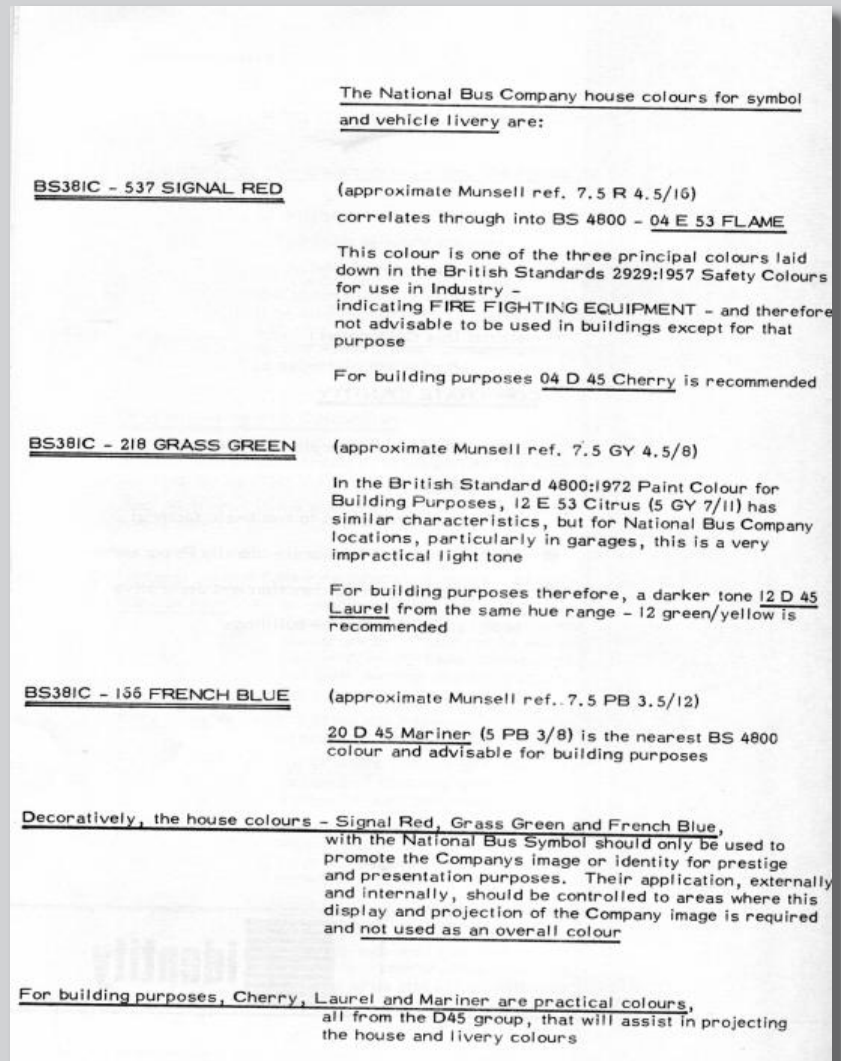 The National Bus Company house colours for symbol
and vehicle livery are:
BS381C - 537 SIGNAL RED
(approximate Munsell ref. 7.5 R 4.5/16)
correlates through into BS 4800 - 04 E 53 FLAME
This colour is one of the three principal colours laid
down in the British Standards 2929:1957 Safety Colours
for use in Industry -
indicating FIRE FIGHTING EQUIPMENT - and therefore
not advisable to be used in buildings except for that
purpose
For building purposes 04 D 45 Cherry is recommended
BS381C - 218 GRASS GREEN
(approximate Munsell ref. 7.5 GY 4.5/8)
In the British Standard 4800:1972 Paint Colour for
Building Purposes, 12 E 53 Citrus (5 GY 7/11) has
similar characteristics, but for National Bus Company
locations, particularly in garages, this is a very
impractical light tone
For building purposes therefore, a darker tone 12 D 45
Laurel from the same hue range - 12 green/yellow is
recommended
BS381C - 166 FRENCH BLUE
(approximate Munsell ref.. 7.5 PB 3.5/12)
20 D 45 Mariner (5 PB 3/8) is the nearest BS 4800
colour and advisable for building purposes
Decoratively, the house colours - Signal Red, Grass Green and French Blue,
with the National Bus Symbol should only be used to
promote the Companys image or identity for prestige
and presentation purposes. Their application, externally
and internally, should be controlled to areas where this
display and projection of the Company image is required
and not used as an overall colour
For building purposes, Cherry, Laurel and Mariner are practical colours,
all from the D45 group, that will assist in projecting
the house and livery colours
identity